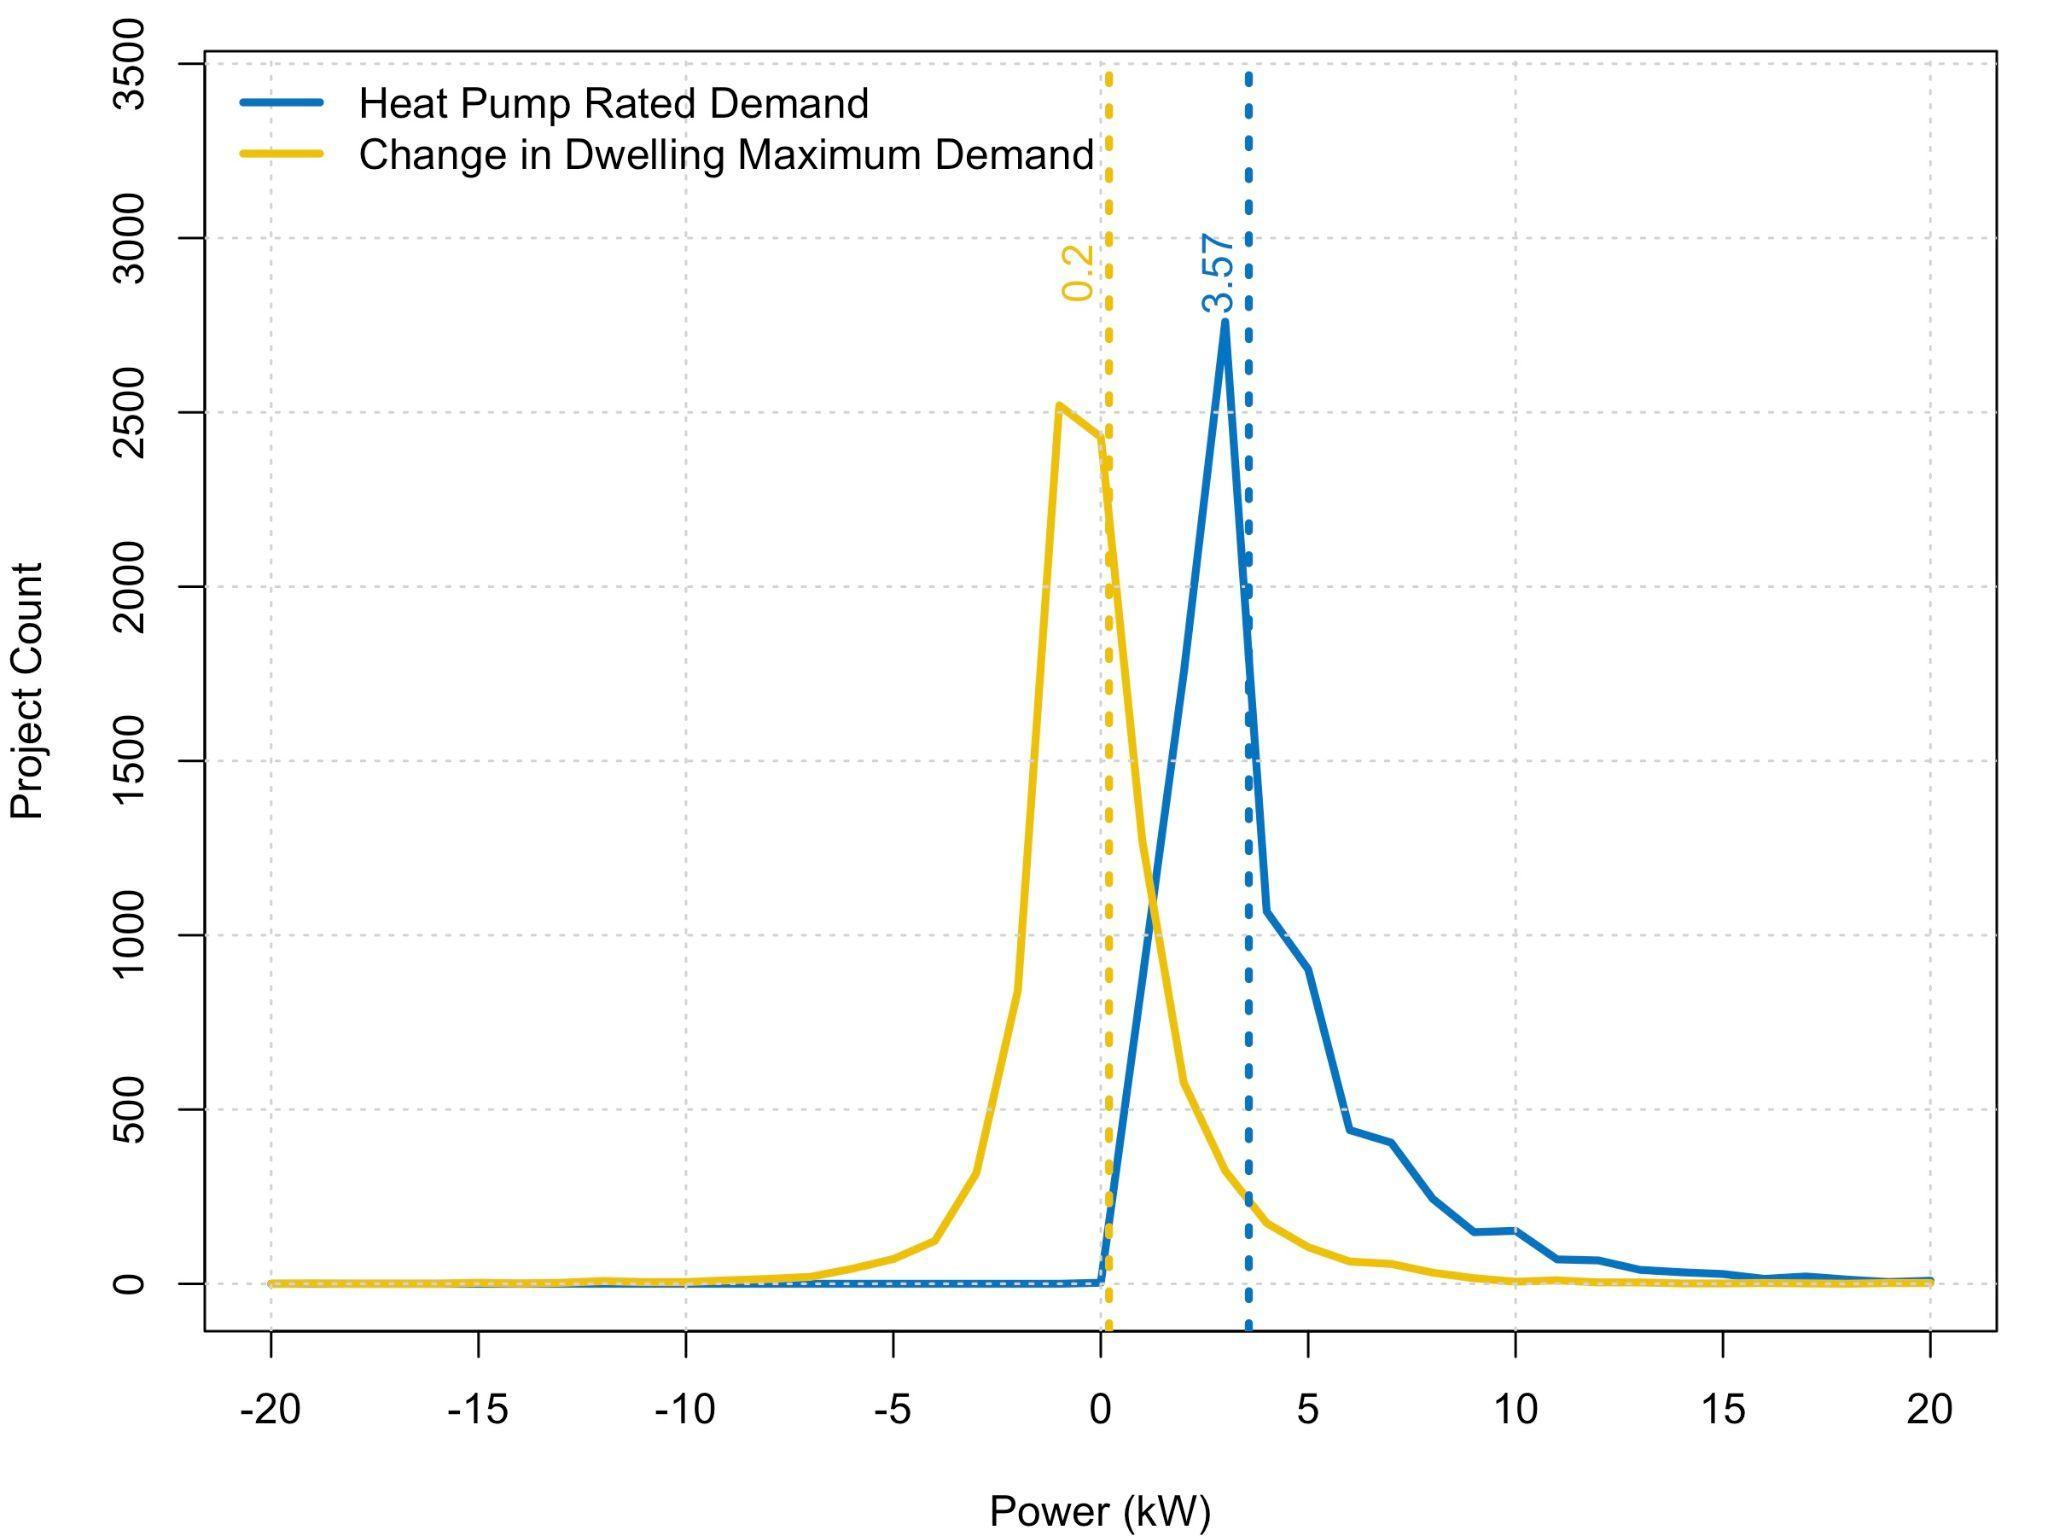 Heat Pump Rated Demand
Change in Dwelling Maximum Demand
0.2
3.57
3500
3000
2500
2000
1500
1000
500
0
Project Count
-20 -15 -10 -5 0 5 10 15 20
Power (kW)